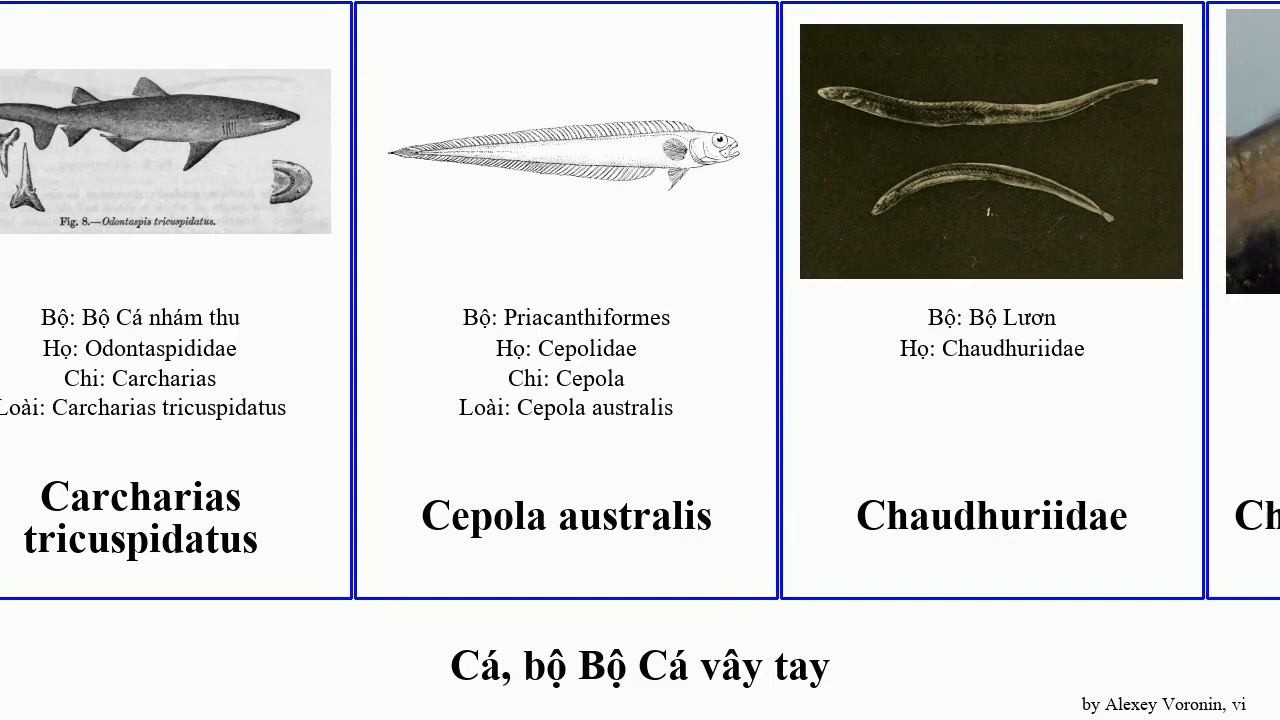 Fig. 8.—Odontaspis tricuspidatus.
Bộ: Bộ Cá nhám thu
Họ: Odontaspididae
Chi: Carcharias
Loài: Carcharias tricuspidatus
Carcharias
tricuspidatus
Bộ: Priacanthiformes
Họ: Cepolidae
Chi: Cepola
Loài: Cepola australis
Cepola australis
1.
Bộ: Bộ Lươn
Họ: Chaudhuriidae
Chaudhuriidae
Ch
Cá, bộ Bộ Cá vây tay
by Alexey Voronin, vi